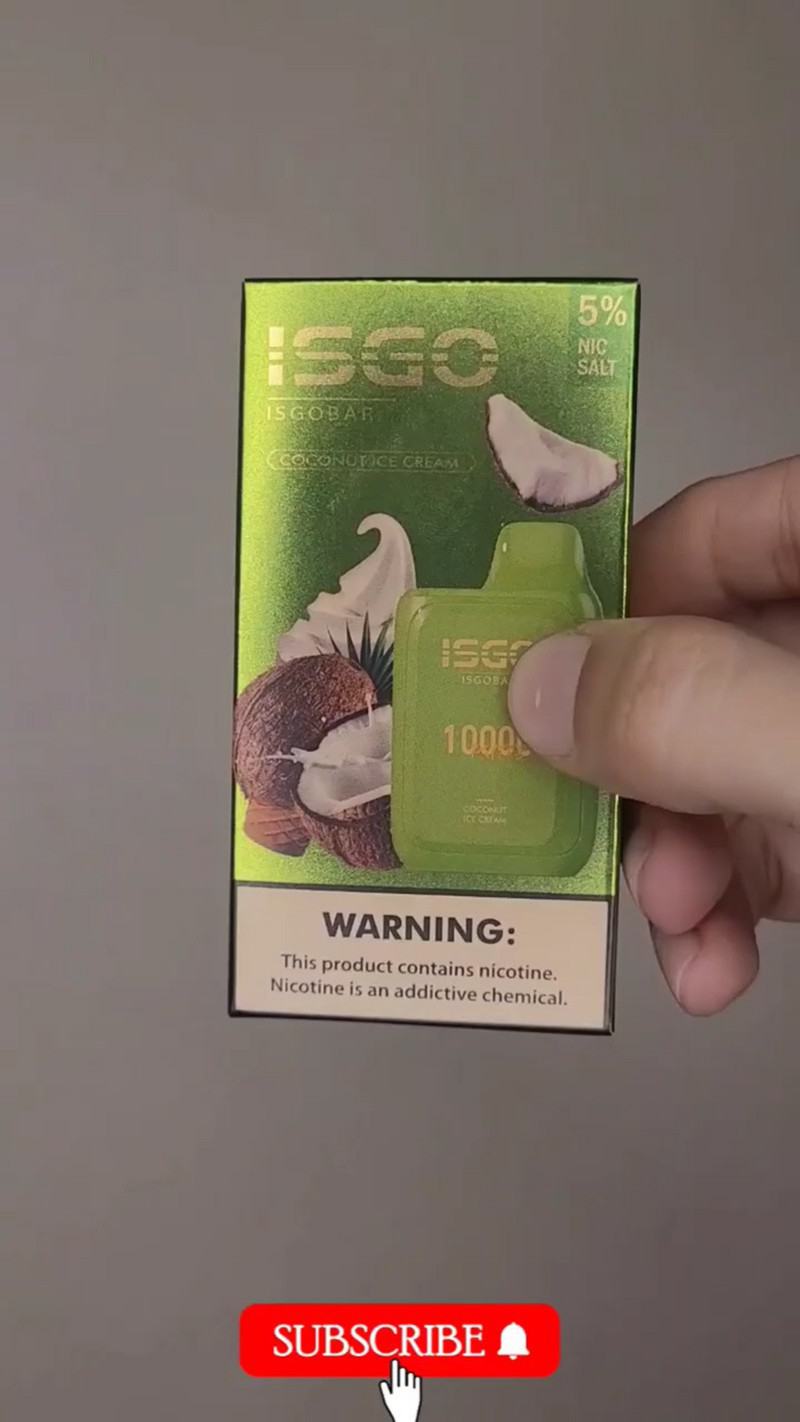 5%
NIC
SALT
ISGO
ISGOBAR
COCONUT ICE CREAM
ISGO
ISGOBAR
1000
COCONUT
ICE CREAM
WARNING:
This product contains nicotine.
Nicotine is an addictive chemical.
SUBSCRIBE